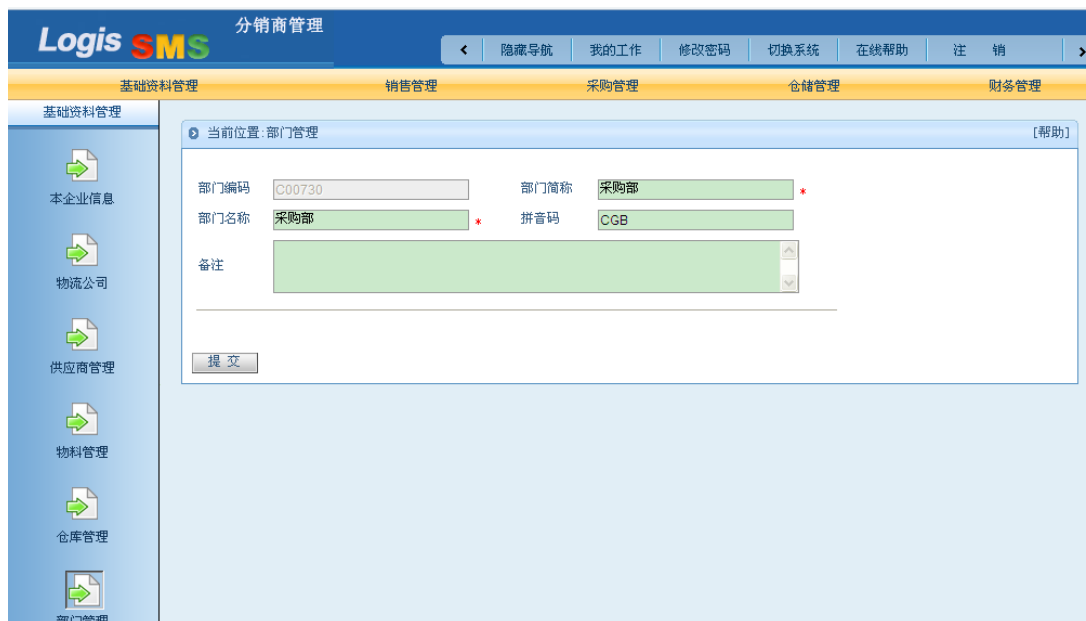 分销商管理
Logis SMS
隐藏导航 我的工作 修改密码 切换系统 在线帮助 注 销
基础资料管理 销售管理 采购管理 仓储管理 财务管理
基础资料管理
当前位置:部门管理 [帮助]
本企业信息
物流公司
供应商管理
物料管理
仓库管理
部门管理
部门编码 C00730 部门简称 采购部 *
部门名称 采购部 * 拼音码 CGB
备注
提 交